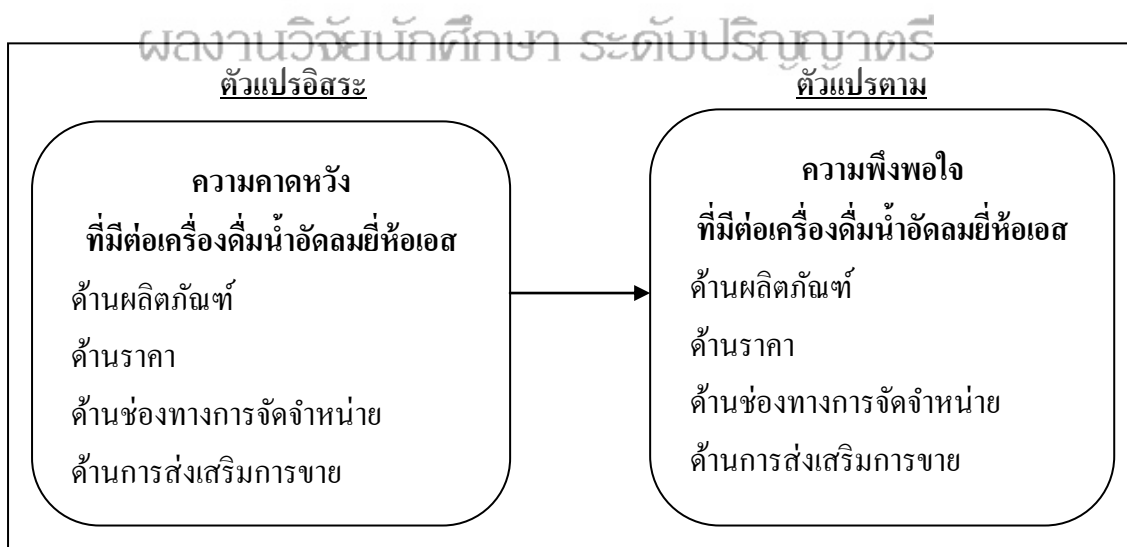 ผลงานวิจัยนักศึกษา ระดับปริญญาตรี
ตัวแปรอิสระ
ความคาดหวัง
ที่มีต่อเครื่องดื่มน้ำอัดลมยี่ห้อเอส
ด้านผลิตภัณฑ์
ด้านราคา
ด้านช่องทางการจัดจำหน่าย
ด้านการส่งเสริมการขาย
ตัวแปรตาม
ความพึงพอใจ
ที่มีต่อเครื่องดื่มน้ำอัดลมยี่ห้อเอส
ด้านผลิตภัณฑ์
ด้านราคา
ด้านช่องทางการจัดจำหน่าย
ด้านการส่งเสริมการขาย